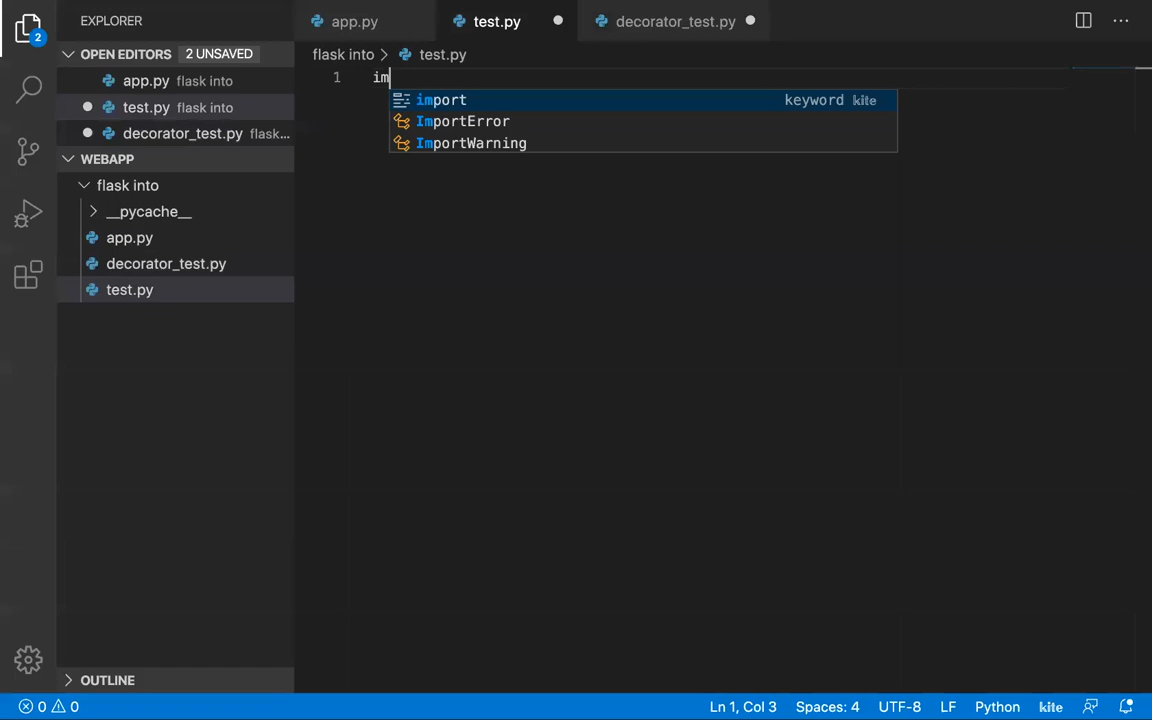 EXPLORER
app.py
test.py
decorator_test.py
OPEN EDITORS 2 UNSAVED
flask into > test.py
app.py flask into
test.py flask into
decorator_test.py flask...
1 im
import keyword kite
ImportError
ImportWarning
WEBAPP
flask into
__pycache__
app.py
decorator_test.py
test.py
2
OUTLINE
0 0
Ln 1, Col 3
Spaces: 4
UTF-8
LF
Python
kite